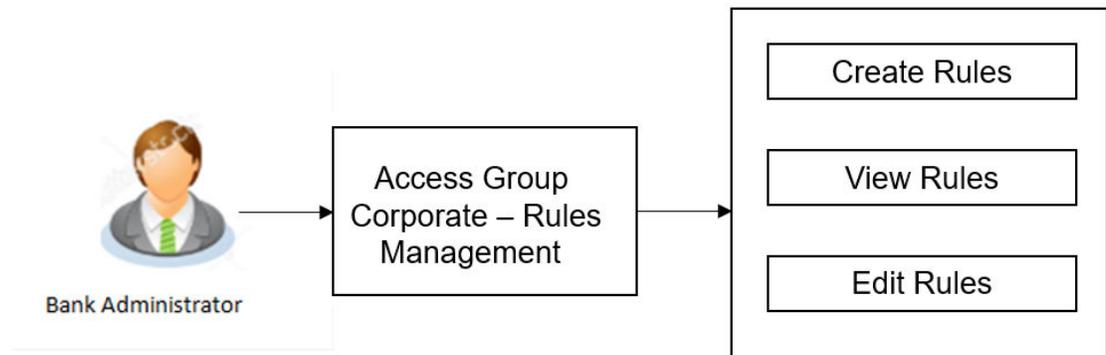 Create Rules
Access Group
Corporate – Rules
Management
View Rules
Edit Rules
Bank Administrator